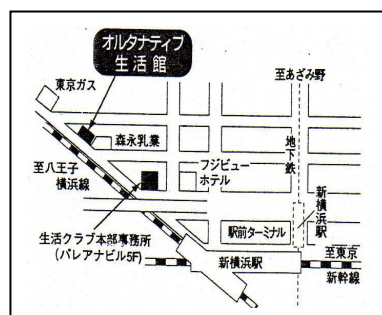 オルタナティブ
生活館
東京ガス
至あざみ野
森永乳業
地下鉄
至八王子
横浜線
フジビュー
ホテル
新横浜駅
生活クラブ本部事務所
(パレアナビル5F)
駅前ターミナル
新横浜駅
至東京
新幹線